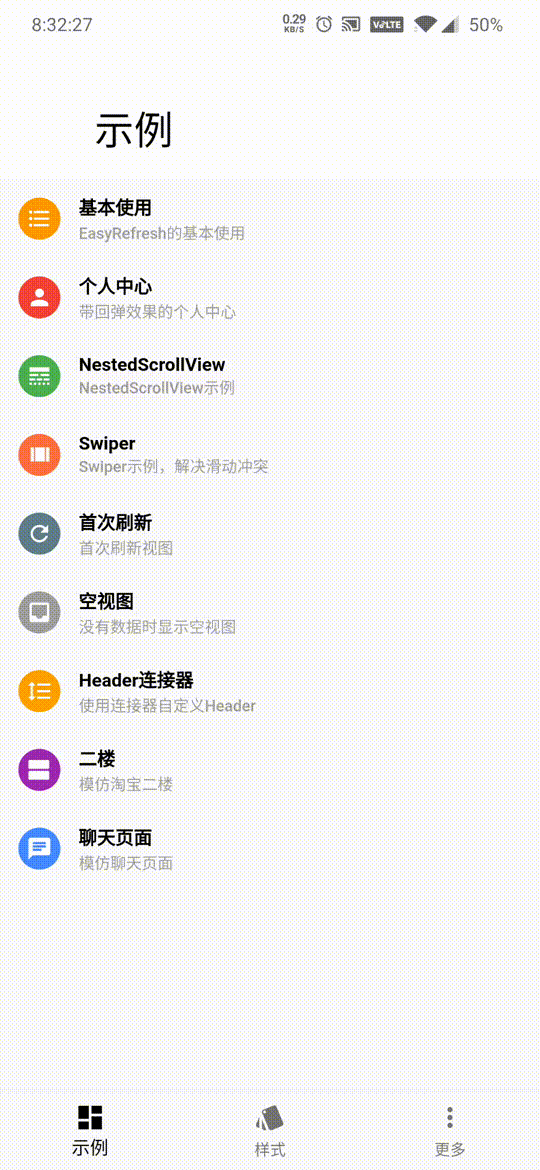 8:32:27 0.29 KB/S VoLTE 50%
示例
基本使用
EasyRefresh的基本使用
个人中心
带回弹效果的个人中心
NestedScrollView
NestedScrollView示例
Swiper
Swiper示例，解决滑动冲突
首次刷新
首次刷新视图
空视图
没有数据时显示空视图
Header连接器
使用连接器自定义Header
二楼
模仿淘宝二楼
聊天页面
模仿聊天页面
示例 样式 更多